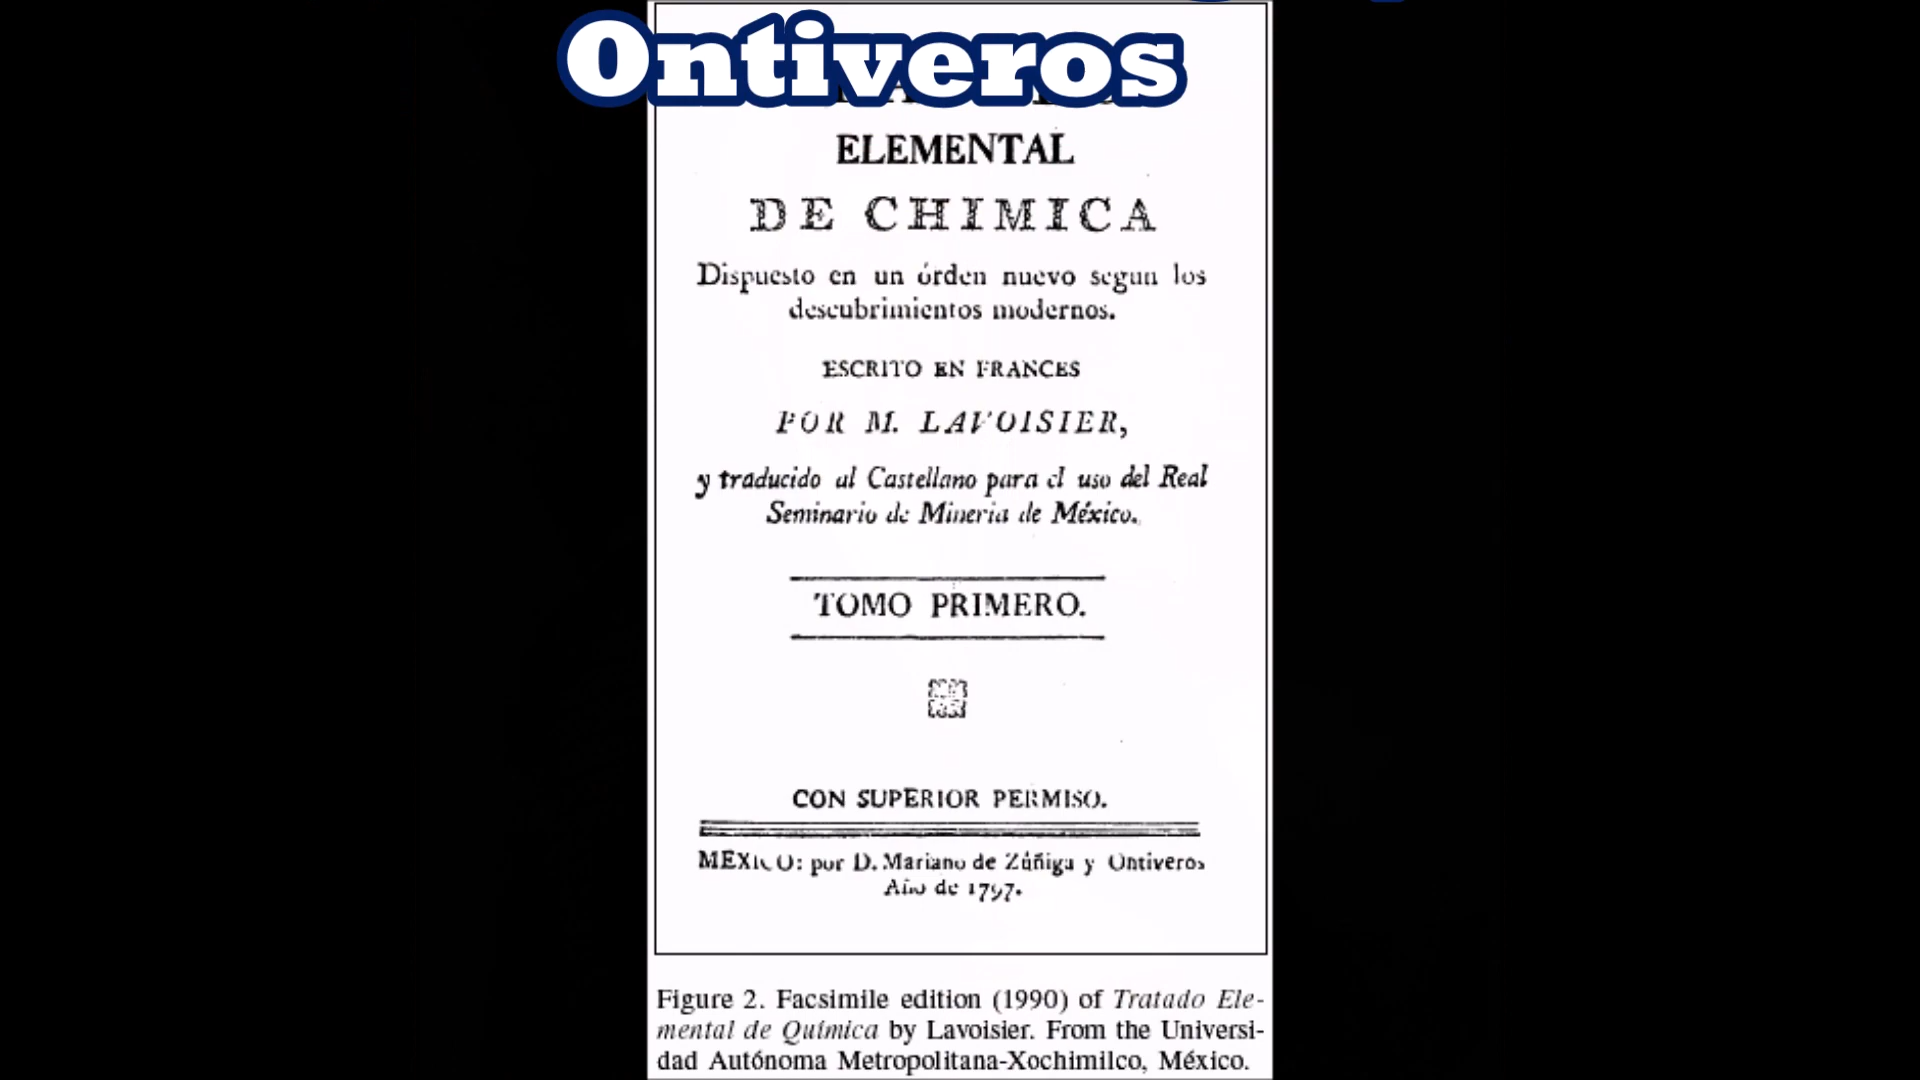 Ontiveros
ELEMENTAL
DE CHIMICA
Dispuesto en un órden nuevo segun los
descubrimientos modernos.
ESCRITO EN FRANCES
POR M. LAVOISIER,
y traducido al Castellano para el uso del Real
Seminario de Mineria de México.
TOMO PRIMERO.
CON SUPERIOR PERMISO.
MEXICO: por D. Mariano de Zúñiga y Ontiveros
Año de 1797.
Figure 2. Facsimile edition (1990) of Tratado Ele-
mental de Química by Lavoisier. From the Universi-
dad Autónoma Metropolitana-Xochimilco, México.